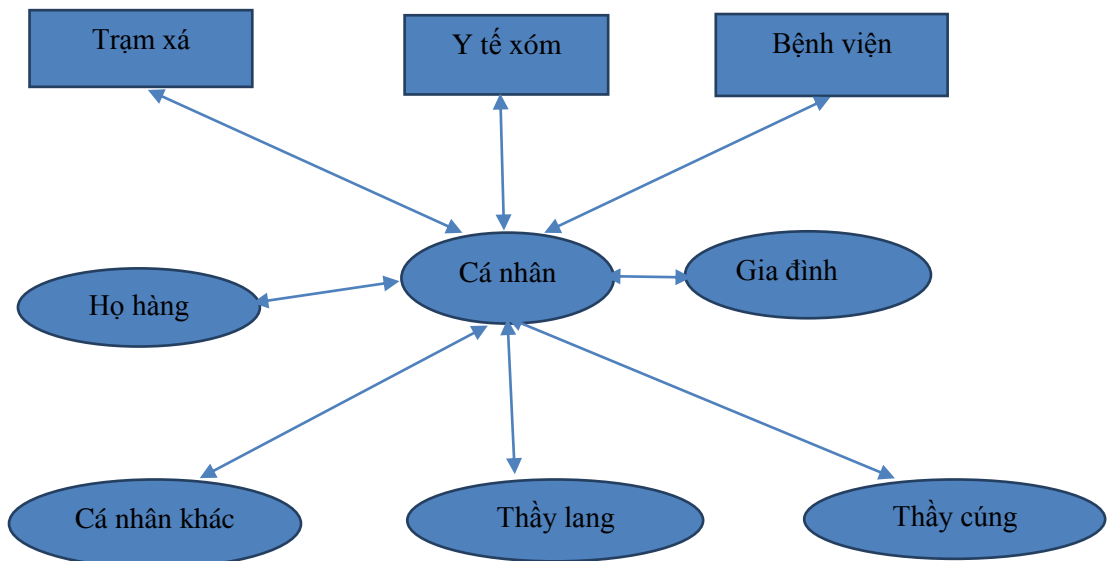 Trạm xá
Y tế xóm
Bệnh viện
Cá nhân
Gia đình
Họ hàng
Cá nhân khác
Thầy lang
Thầy cúng